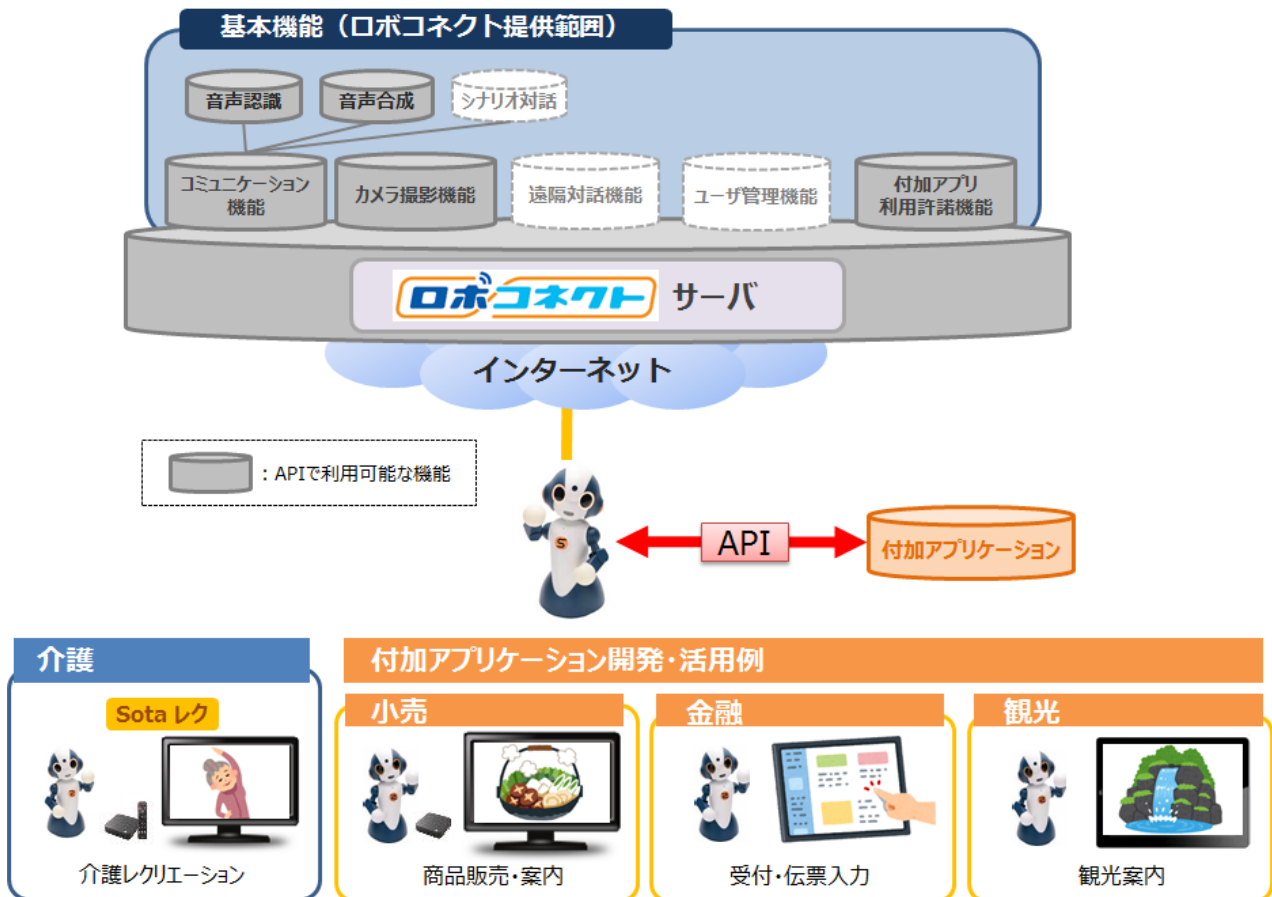 基本機能（ロボコネクト提供範囲）
音声認識
音声合成
シナリオ対話
コミュニケーション
機能
カメラ撮影機能
遠隔対話機能
ユーザ管理機能
付加アプリ
利用許諾機能
ロボコネクト サーバ
インターネット
：APIで利用可能な機能
S
API
付加アプリケーション
介護
付加アプリケーション開発・活用例
Sota レク
小売
金融
観光
介護レクリエーション
商品販売・案内
受付・伝票入力
観光案内